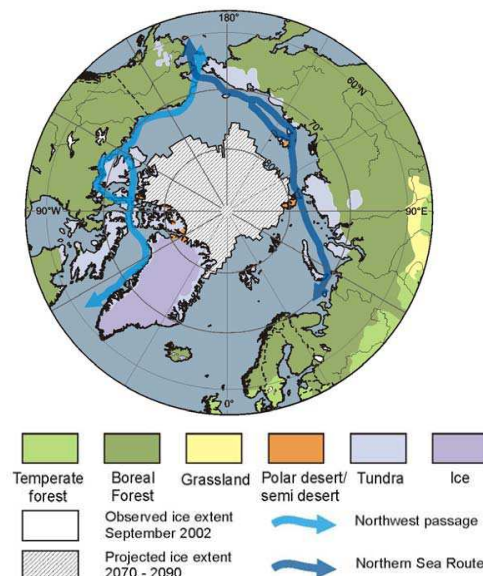 180°
60°N
70°
80°
90°W
90°E
0°
Temperate forest
Boreal Forest
Grassland
Polar desert/ semi desert
Tundra
Ice
Observed ice extent
September 2002
Northwest passage
Projected ice extent
2070 - 2090
Northern Sea Route